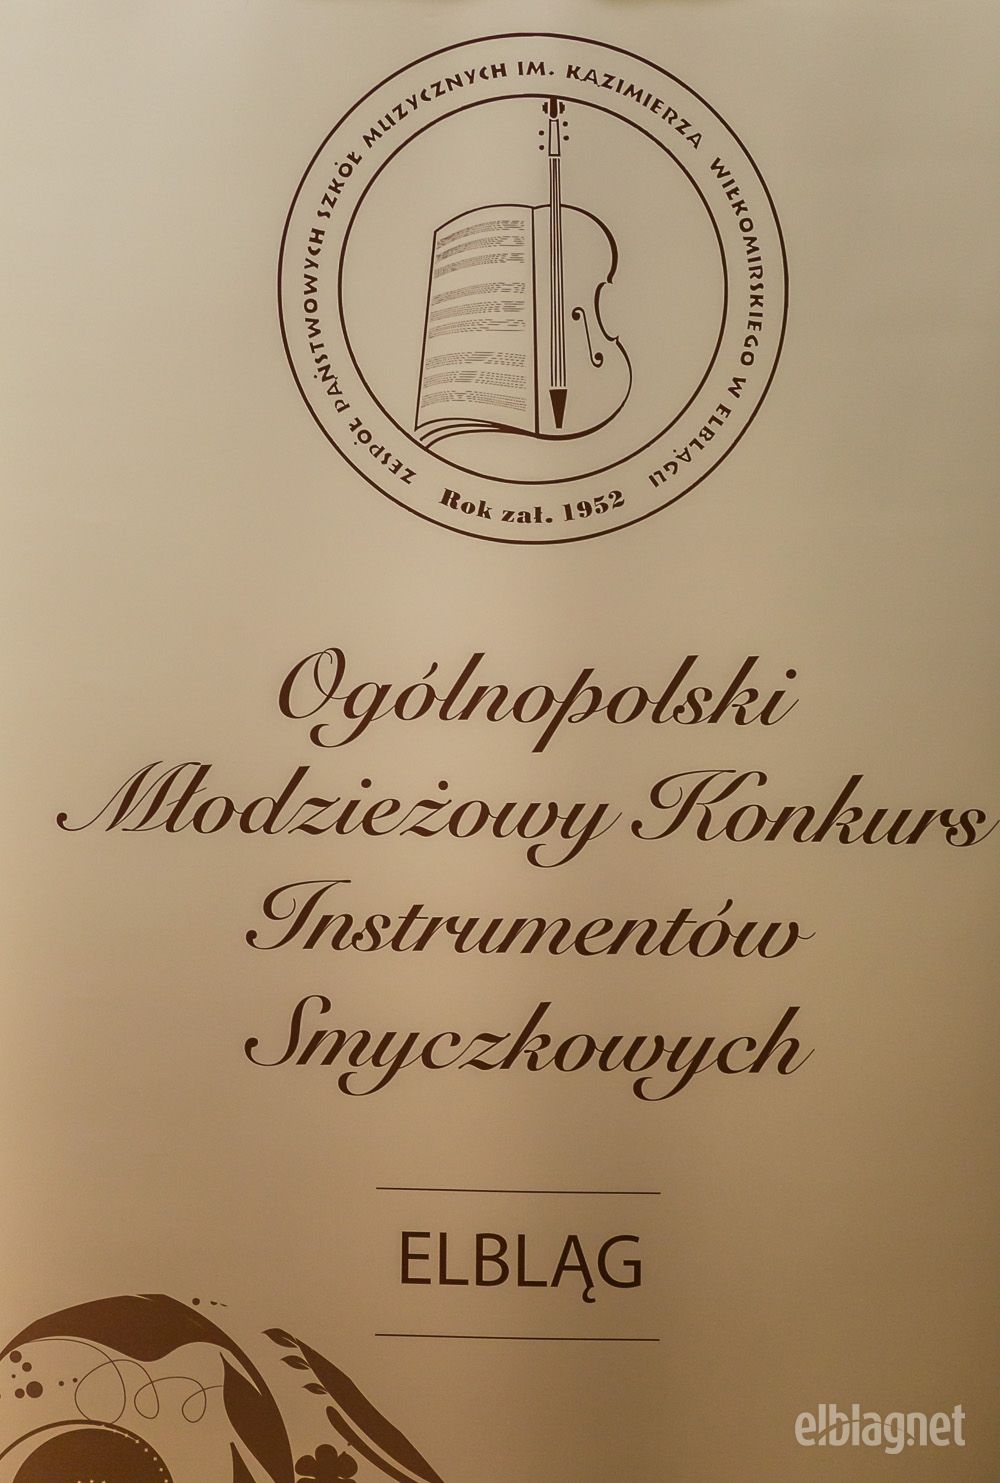 ZESPÓŁ PAŃSTWOWYCH SZKÓŁ MUZYCZNYCH IM. KAZIMIERZA WIŁKOMIRSKIEGO W ELBLĄGU
Rok zał. 1952
Ogólnopolski
Młodzieżowy Konkurs
Instrumentów
Smyczkowych
ELBLĄG
elblag.net